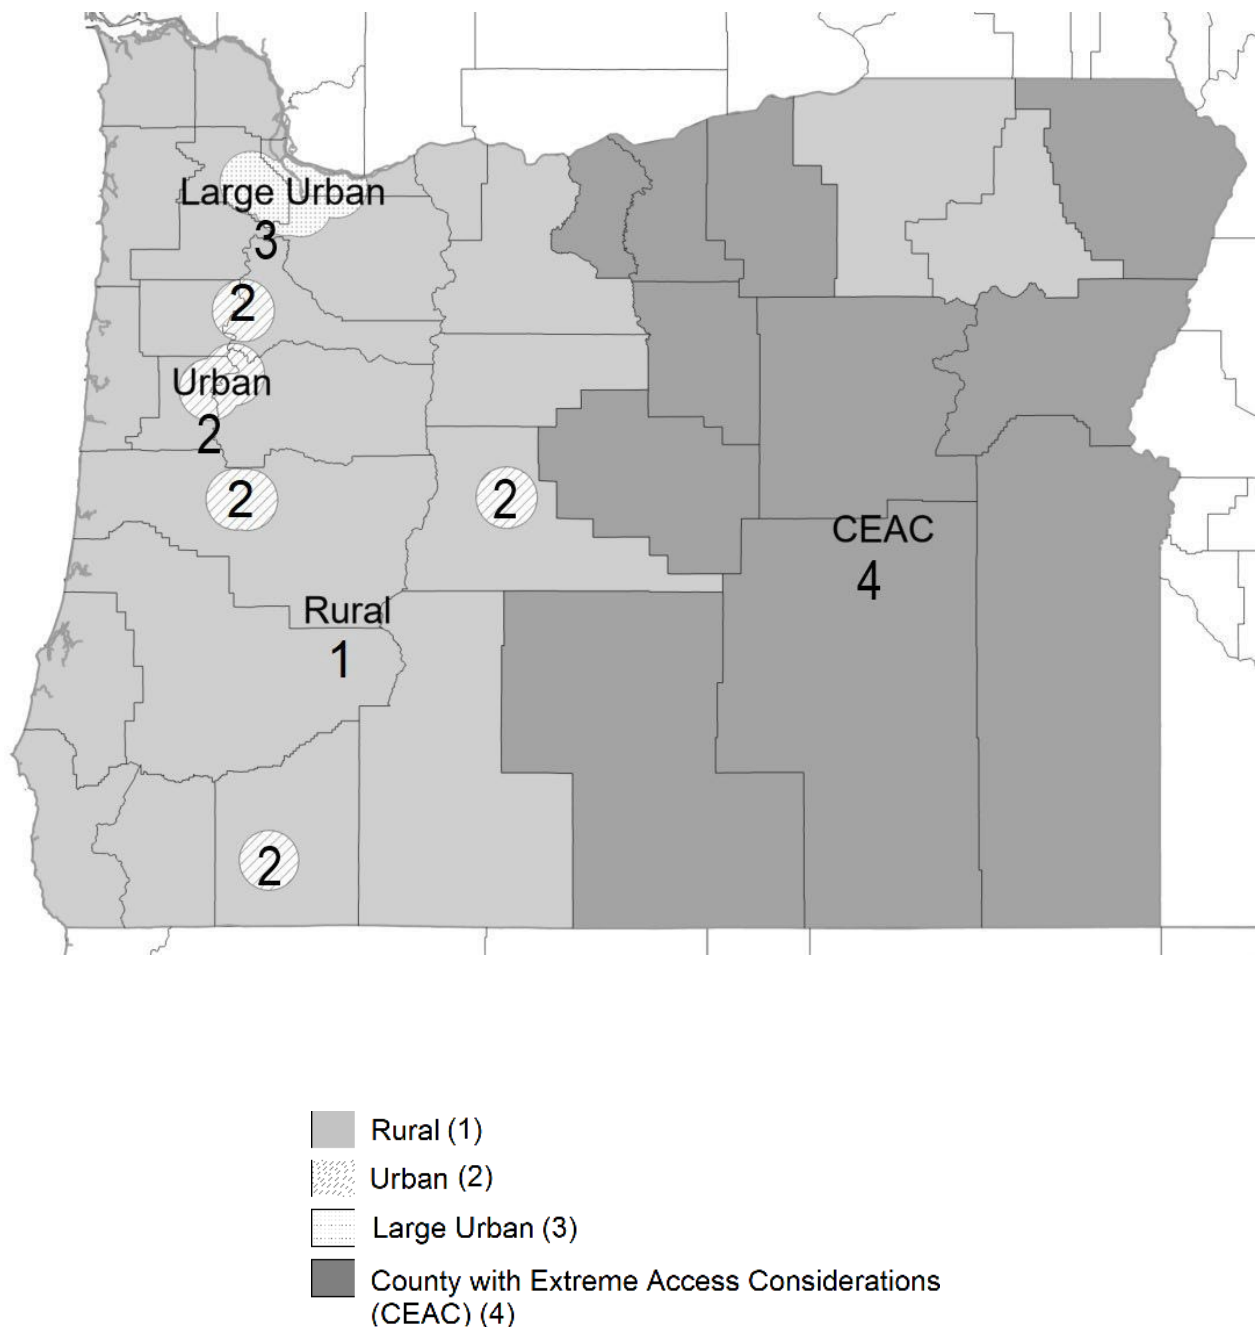 Large Urban
3
2
Urban
2
2
2
CEAC
4
Rural
1
2
Rural (1)
Urban (2)
Large Urban (3)
County with Extreme Access Considerations
(CEAC) (4)